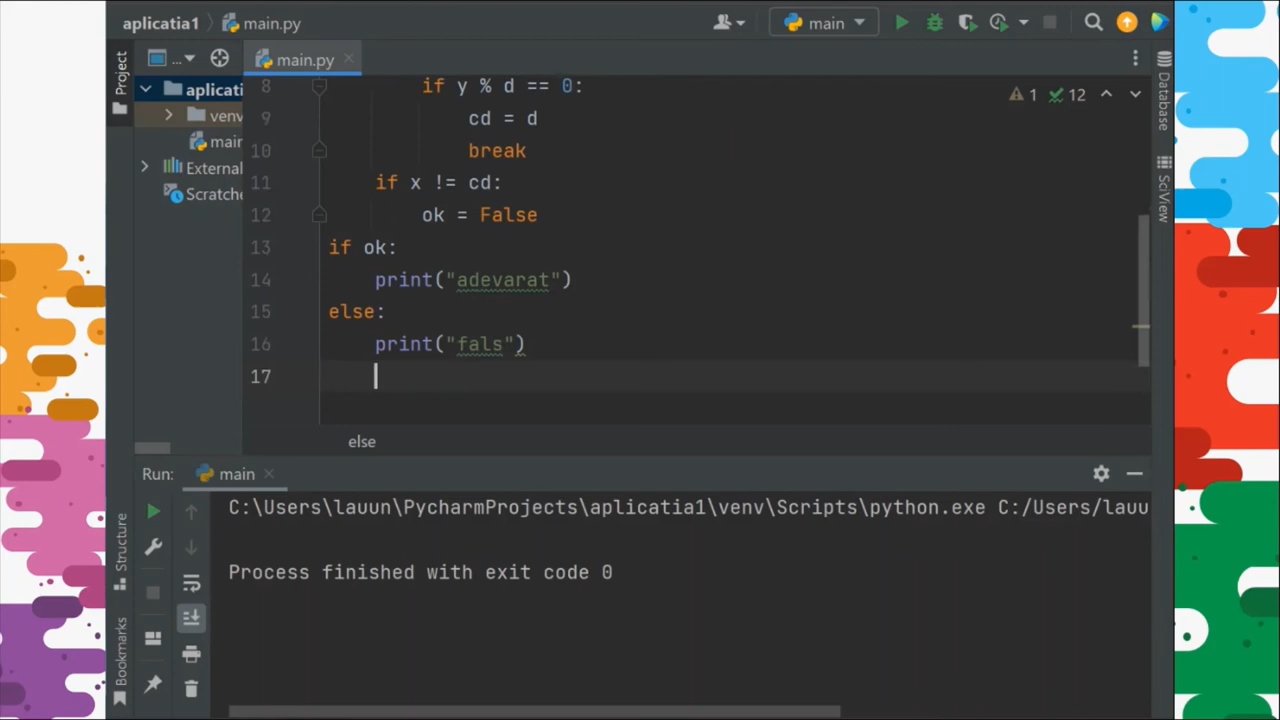 aplicatia1
main.py
main
Project
...
main.py
aplicati
venv
main
External
Scratche
1
12
Database
SciView
8 if y % d == 0:
9 cd = d
10 break
11 if x != cd:
12 ok = False
13 if ok:
14 print("adevarat")
15 else:
16 print("fals")
17
else
Run:
main
Structure
Bookmarks
C:\Users\lauun\PycharmProjects\aplicatia1\venv\Scripts\python.exe C:/Users/lauu
Process finished with exit code 0